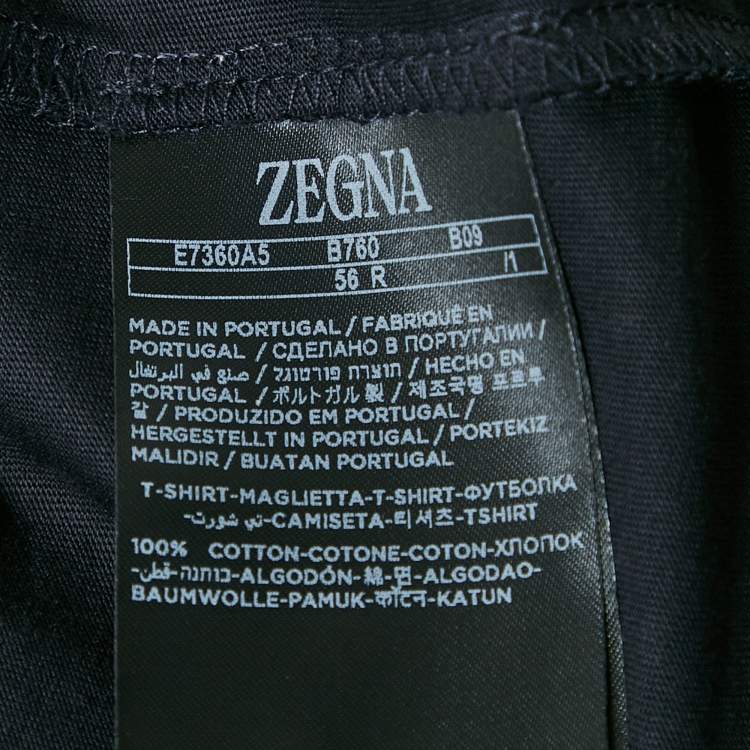 ZEGNA
E7360A5 B760 B09
56 R /1
MADE IN PORTUGAL / FABRIQUÉ EN
PORTUGAL / СДЕЛАНО В ПОРТУГАЛИИ /
صنع في البرتغال / תוצרת פורטוגל / HECHO EN
PORTUGAL / ポルトガル製 / 제조국명 포르투
갈 / PRODUZIDO EM PORTUGAL /
HERGESTELLT IN PORTUGAL / PORTEKIZ
MALIDIR / BUATAN PORTUGAL
T-SHIRT-MAGLIETTA-T-SHIRT-ФУТБОЛКА
-تي شورت-CAMISETA-티셔츠-TSHIRT
100% COTTON-COTONE-COTON-ХЛОПОК
-قطن-כותנה-ALGODÓN-綿-면-ALGODAO-
BAUMWOLLE-PAMUK-कॉटन-KATUN